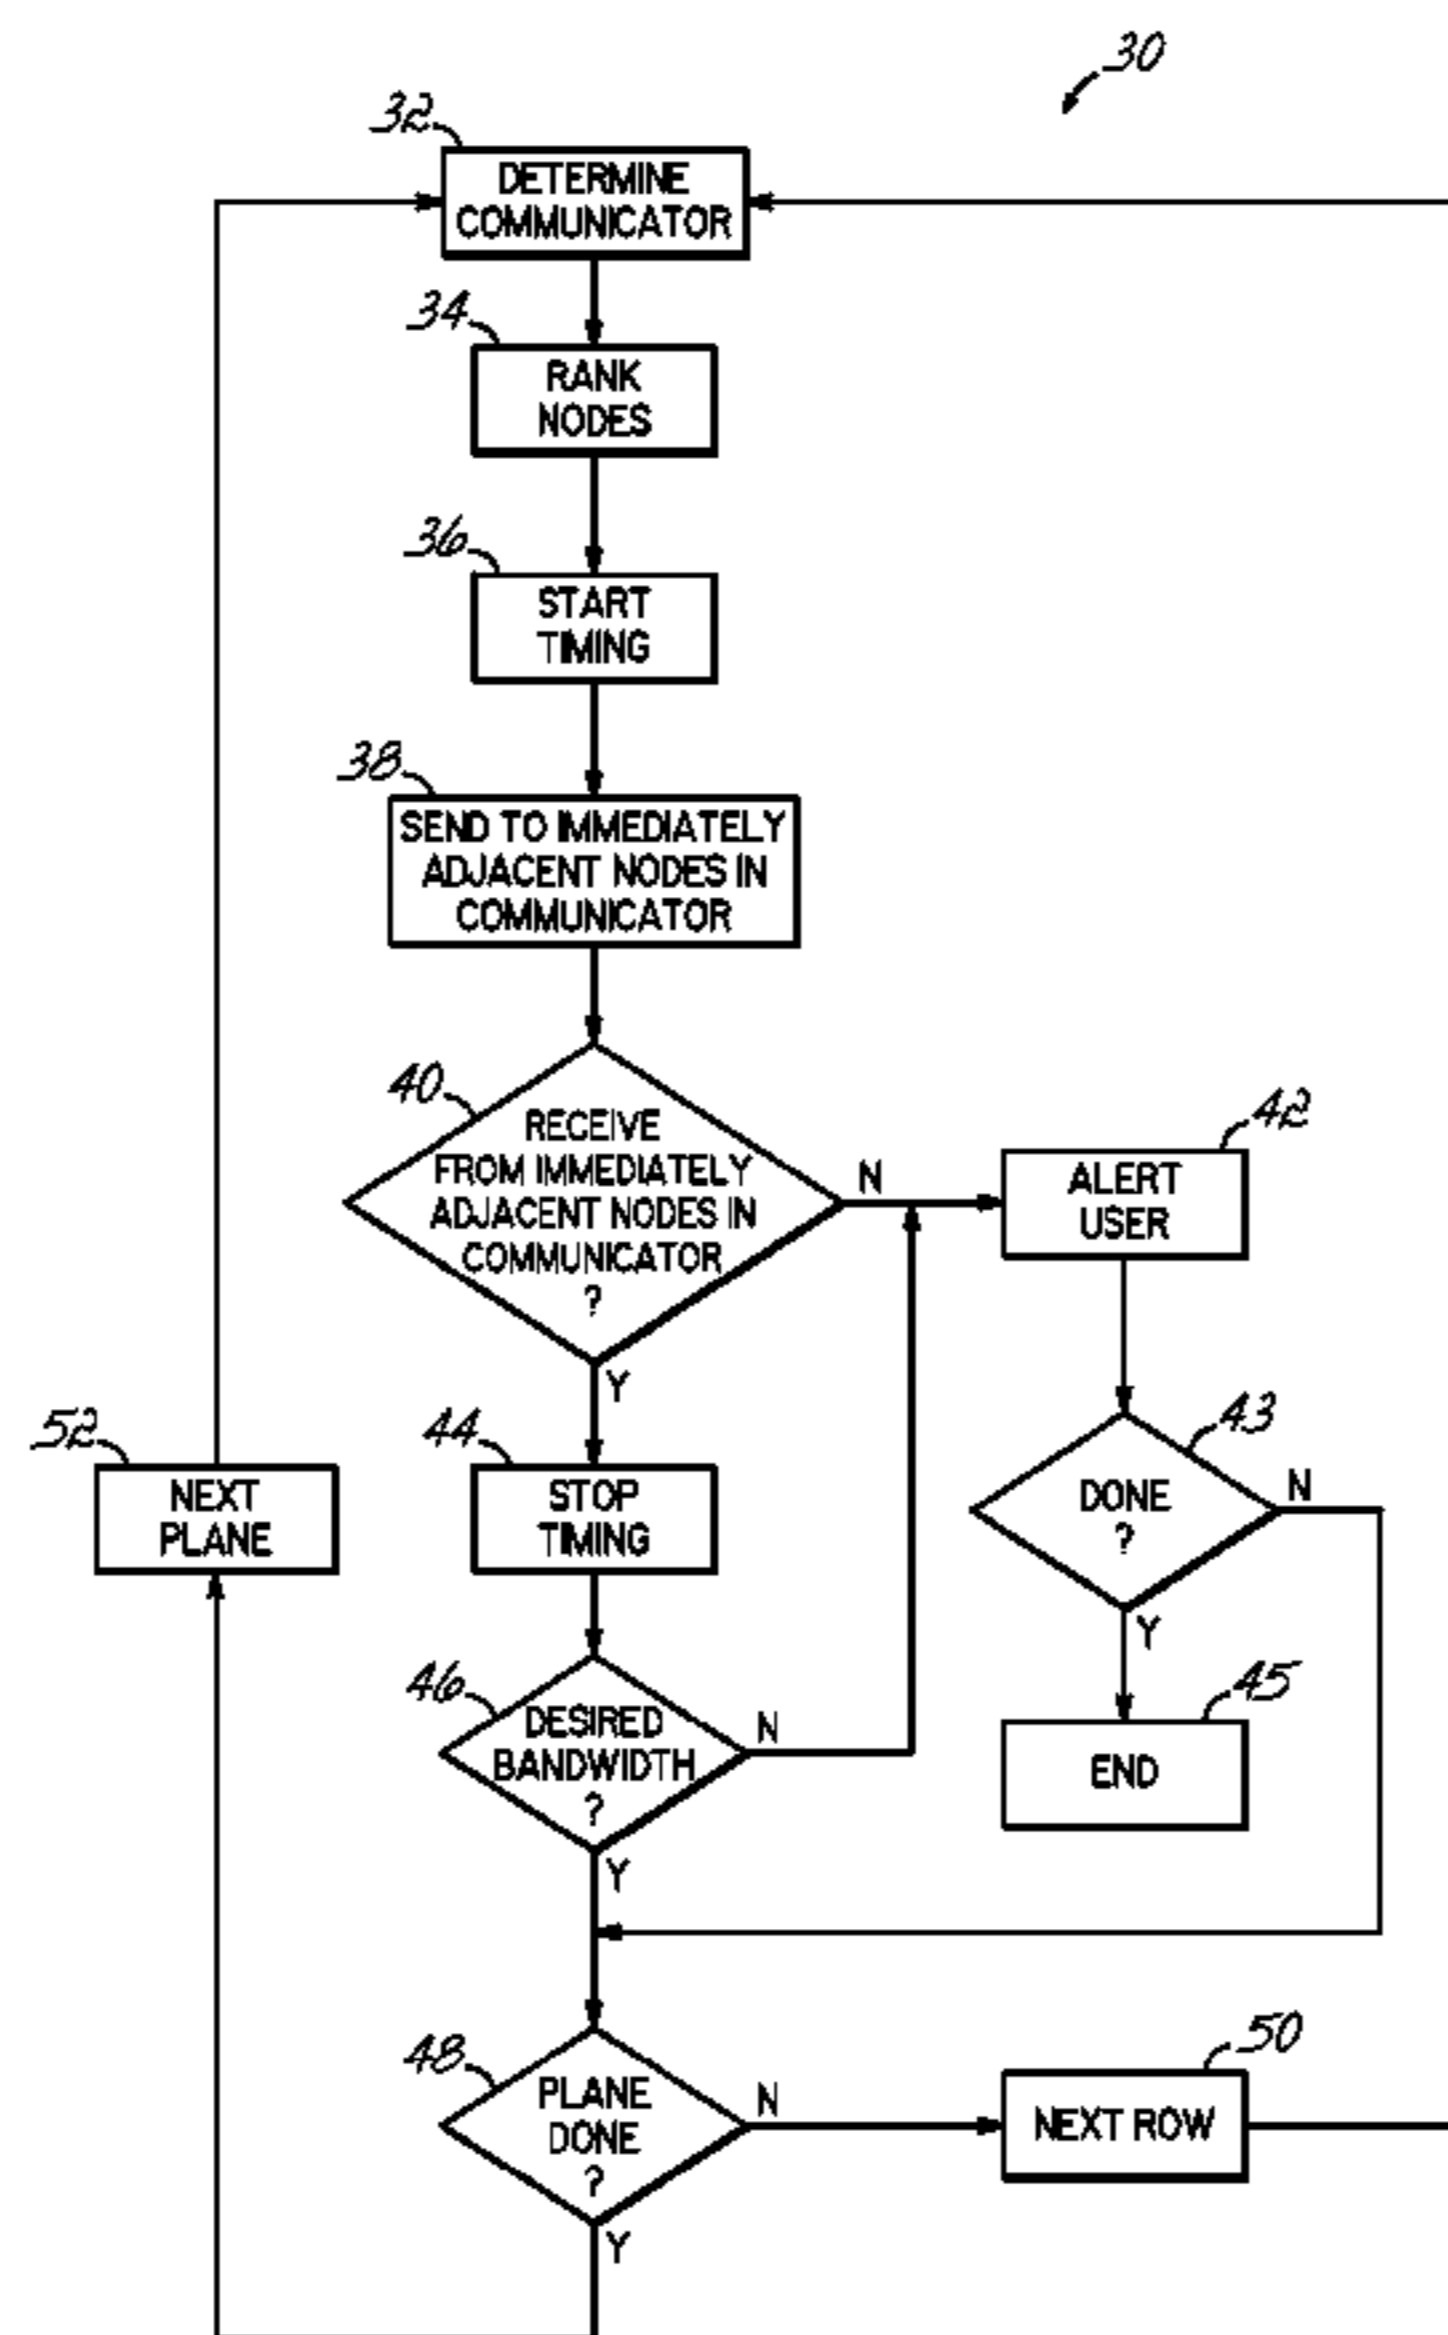 30
32
DETERMINE
COMMUNICATOR
34
RANK
NODES
36
START
TIMING
38
SEND TO IMMEDIATELY
ADJACENT NODES IN
COMMUNICATOR
40
RECEIVE
FROM IMMEDIATELY
ADJACENT NODES IN
COMMUNICATOR
?
N
Y
42
ALERT
USER
43
DONE
?
N
Y
52
NEXT
PLANE
44
STOP
TIMING
46
DESIRED
BANDWIDTH
?
N
Y
45
END
48
PLANE
DONE
?
N
Y
50
NEXT ROW